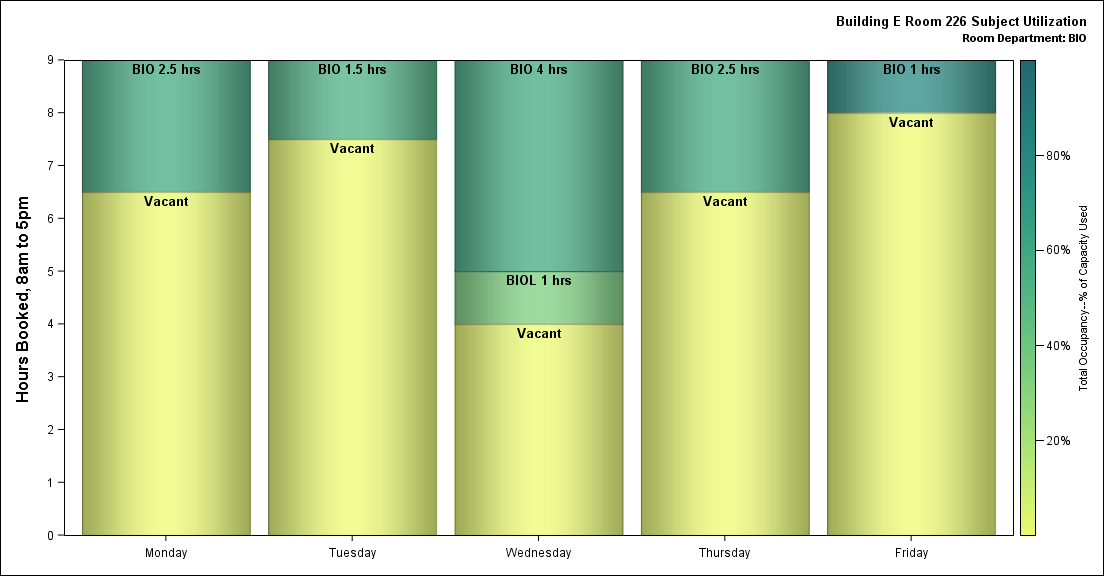 Building E Room 226 Subject Utilization
Room Department: BIO
Hours Booked, 8am to 5pm
9
8
7
6
5
4
3
2
1
0
BIO 2.5 hrs
Vacant
BIO 1.5 hrs
Vacant
BIO 4 hrs
BIOL 1 hrs
Vacant
BIO 2.5 hrs
Vacant
BIO 1 hrs
Vacant
Monday
Tuesday
Wednesday
Thursday
Friday
80%
60%
40%
20%
Total Occupancy--% of Capacity Used